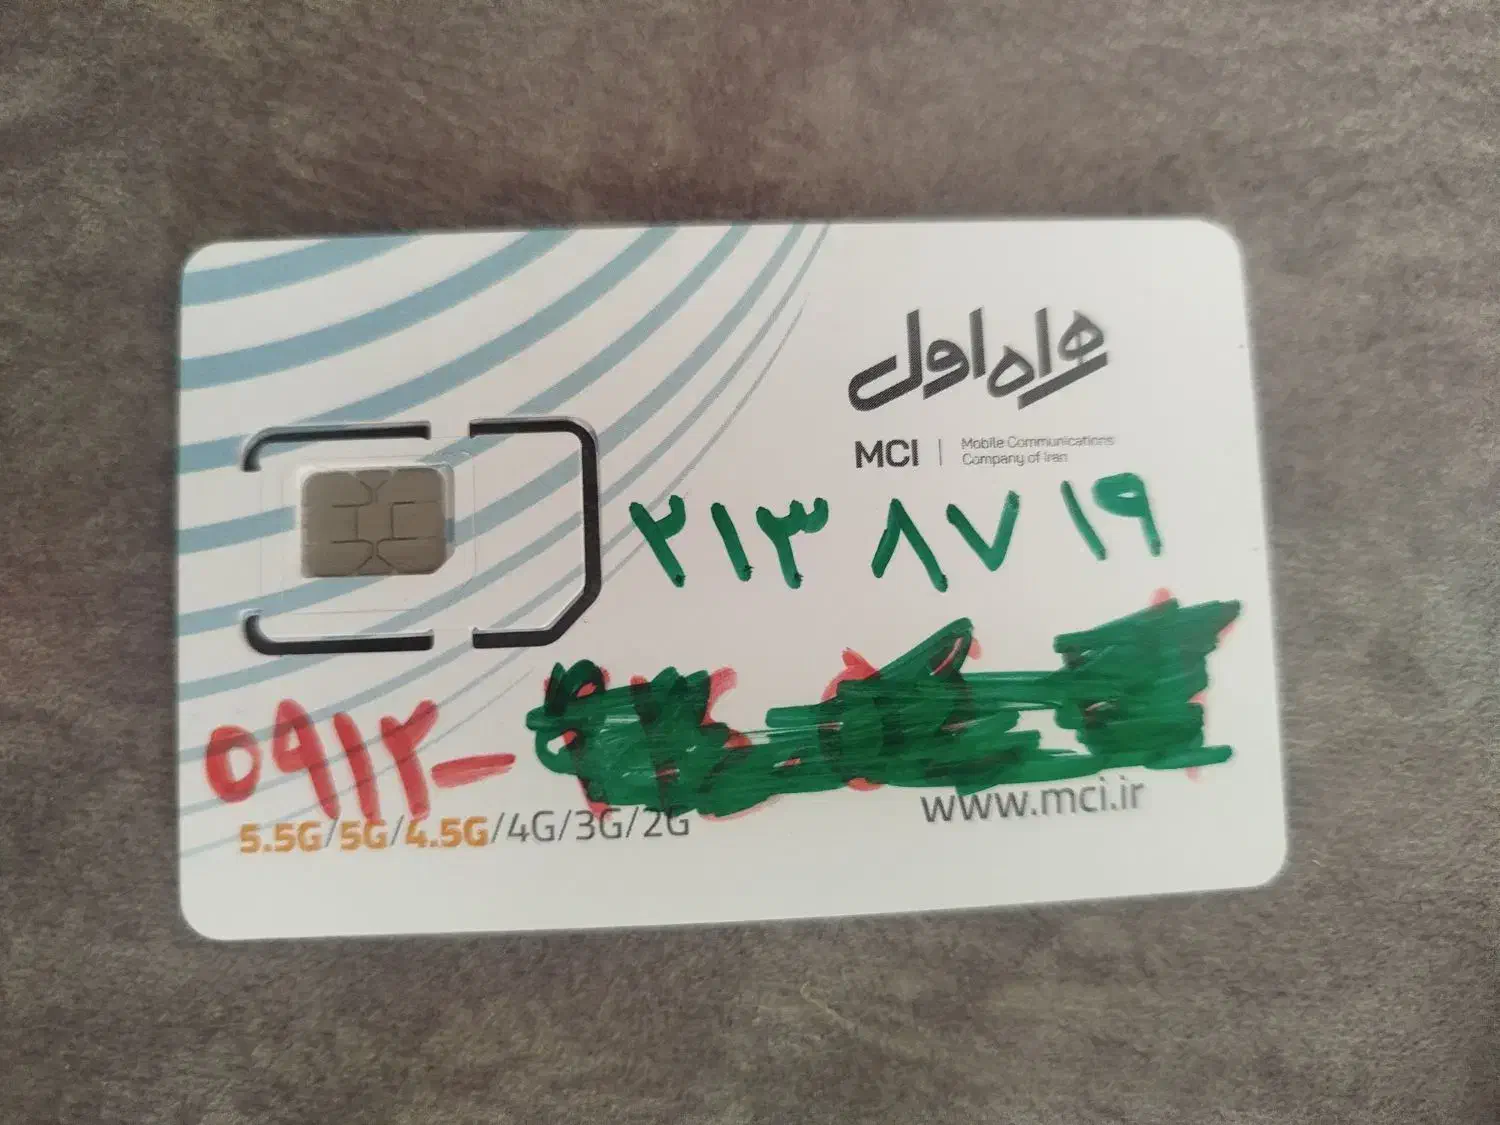 همراه اول
MCI | Mobile Communications
Company of Iran
۲۱۳ ۸۷ ۱۹
۰۹۱۲-
www.mci.ir
5.5G/5G/4.5G/4G/3G/2G